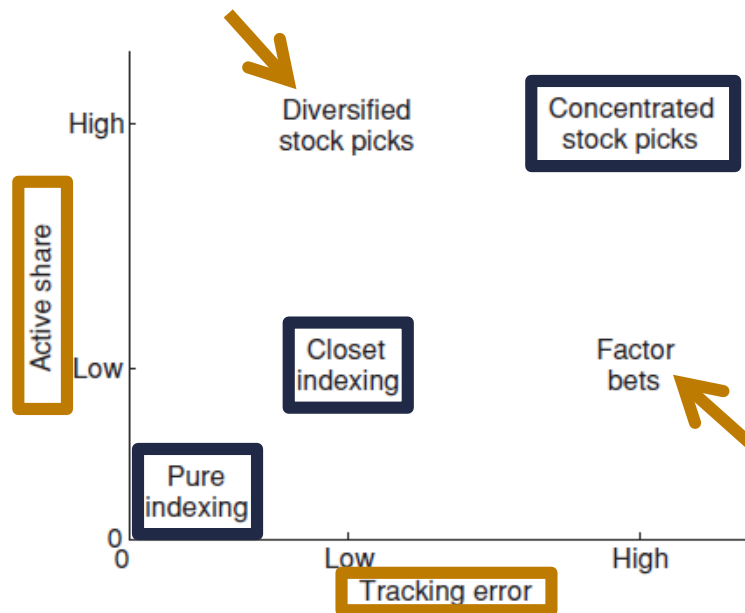 Diversified
stock picks
Concentrated
stock picks
High
Active share
Closet
indexing
Factor
bets
Low
Pure
indexing
0
0
Low
High
Tracking error